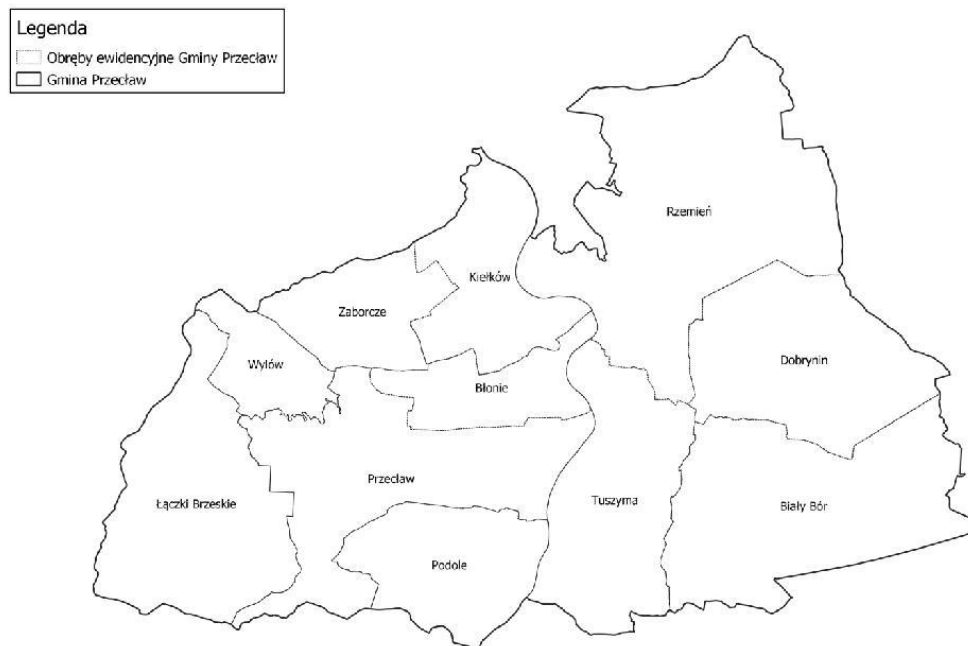 Legenda
Obręby ewidencyjne Gminy Przecław
Gmina Przecław
Rzemień
Kiełków
Zaborcze
Wylów
Dobrynin
Błonie
Przecław
Łączki Brzeskie
Tuszyma
Biały Bór
Podole